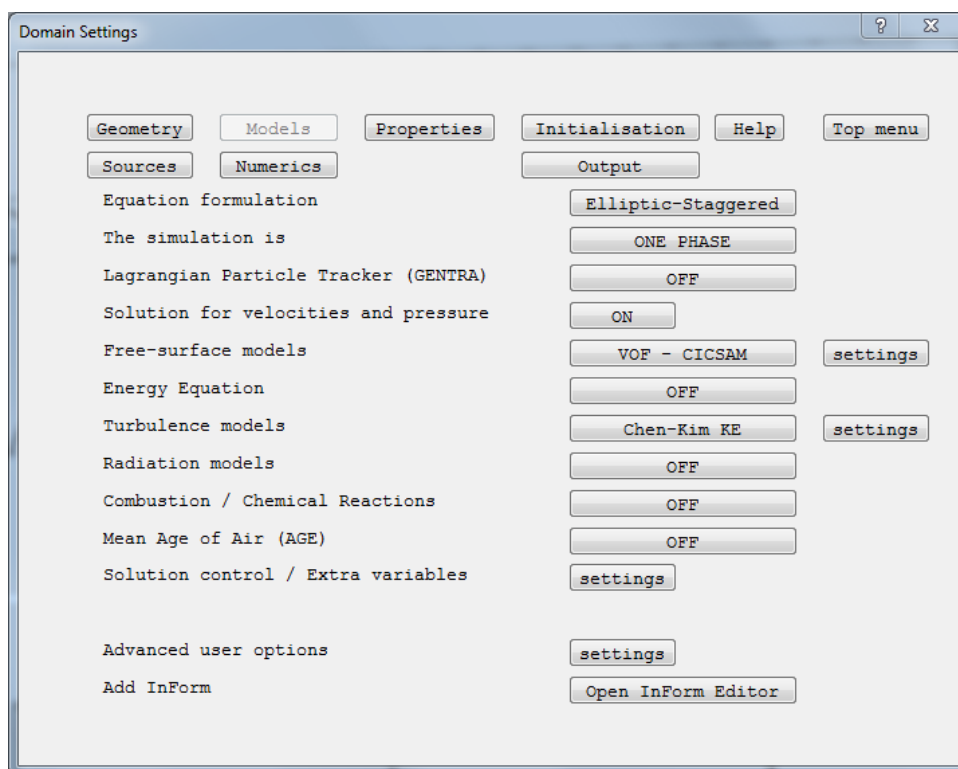 Domain Settings
Geometry Models Properties Initialisation Help Top menu
Sources Numerics Output
Equation formulation Elliptic-Staggered
The simulation is ONE PHASE
Lagrangian Particle Tracker (GENTRA) OFF
Solution for velocities and pressure ON
Free-surface models VOF - CICSAM settings
Energy Equation OFF
Turbulence models Chen-Kim KE settings
Radiation models OFF
Combustion / Chemical Reactions OFF
Mean Age of Air (AGE) OFF
Solution control / Extra variables settings
Advanced user options settings
Add InForm Open InForm Editor